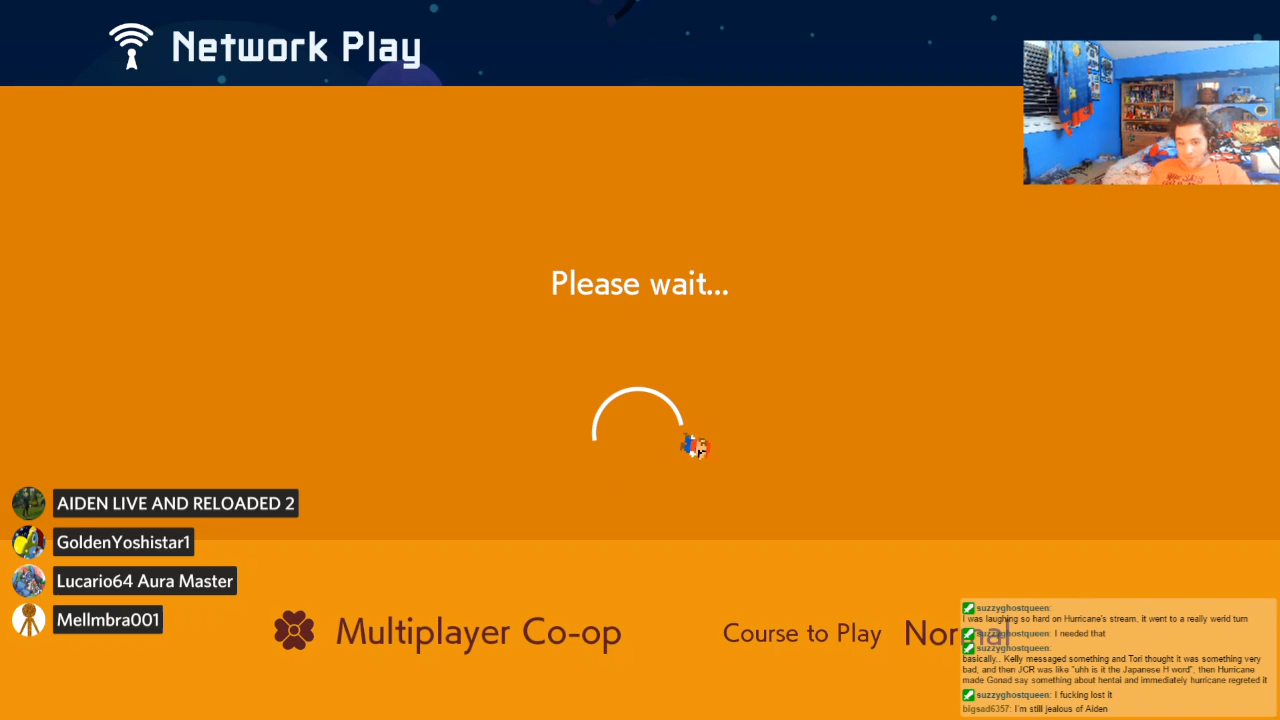 Network Play
Please wait...
AIDEN LIVE AND RELOADED 2
GoldenYoshistar1
Lucario64 Aura Master
Mellmbra001
Multiplayer Co-op
Course to Play
Normal
suzzyghostqueen:
I was laughing so hard on Hurricane's stream, it went to a really werid turn
suzzyghostqueen: I needed that
suzzyghostqueen:
basically.. Kelly messaged something and Tori thought it was something very
bad, and then JCR was like "uhh is it the Japanese H word", then Hurricane
made Gonad say something about hentai and immediately hurricane regretted it
suzzyghostqueen: I fucking lost it
bigsad6357: I'm still jealous of Aiden